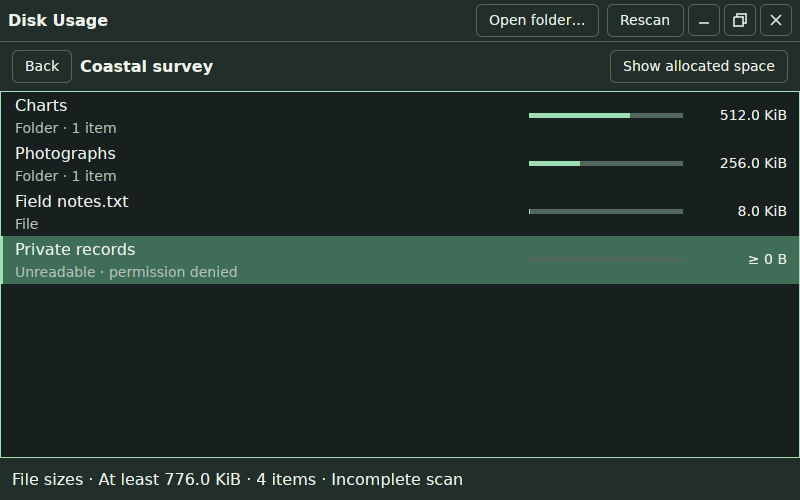 Disk Usage
Open folder... Rescan
Back Coastal survey Show allocated space
Charts
Folder · 1 item
512.0 KiB
Photographs
Folder · 1 item
256.0 KiB
Field notes.txt
File
8.0 KiB
Private records
Unreadable · permission denied
≥ 0 B
File sizes · At least 776.0 KiB · 4 items · Incomplete scan